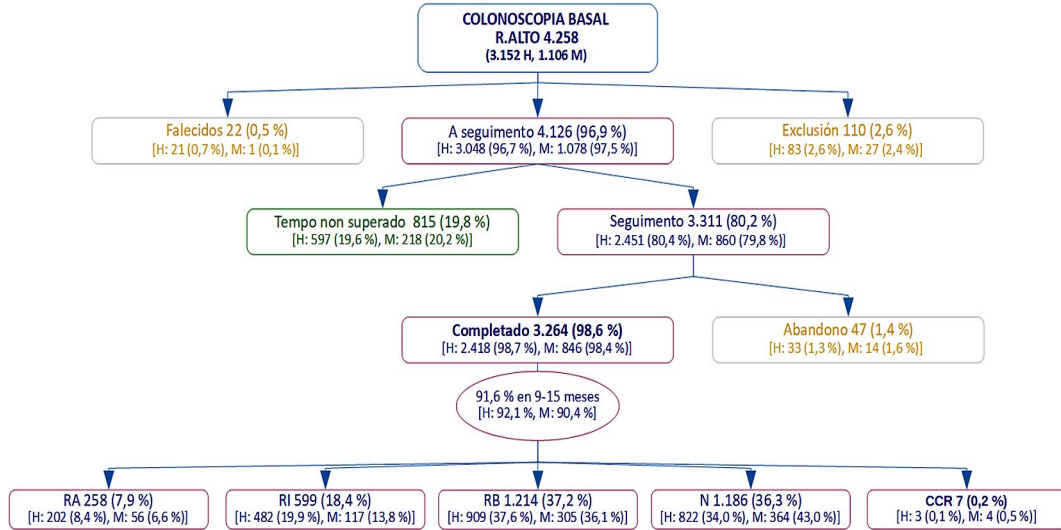 COLONOSCOPIA BASAL
R.ALTO 4.258
(3.152 H, 1.106 M)
Falecidos 22 (0,5 %)
[H: 21 (0,7 %), M: 1 (0,1 %)]
A seguimento 4.126 (96,9 %)
[H: 3.048 (96,7 %), M: 1.078 (97,5 %)]
Exclusión 110 (2,6 %)
[H: 83 (2,6 %), M: 27 (2,4 %)]
Tempo non superado 815 (19,8 %)
[H: 597 (19,6 %), M: 218 (20,2 %)]
Seguimento 3.311 (80,2 %)
[H: 2.451 (80,4 %), M: 860 (79,8 %)]
Completado 3.264 (98,6 %)
[H: 2.418 (98,7 %), M: 846 (98,4 %)]
Abandono 47 (1,4 %)
[H: 33 (1,3 %), M: 14 (1,6 %)]
91,6 % en 9-15 meses
[H: 92,1 %, M: 90,4 %]
RA 258 (7,9 %)
[H: 202 (8,4 %), M: 56 (6,6 %)]
RI 599 (18,4 %)
[H: 482 (19,9 %), M: 117 (13,8 %)]
RB 1.214 (37,2 %)
[H: 909 (37,6 %), M: 305 (36,1 %)]
N 1.186 (36,3 %)
[H: 822 (34,0 %), M: 364 (43,0 %)]
CCR 7 (0,2 %)
[H: 3 (0,1 %), M: 4 (0,5 %)]